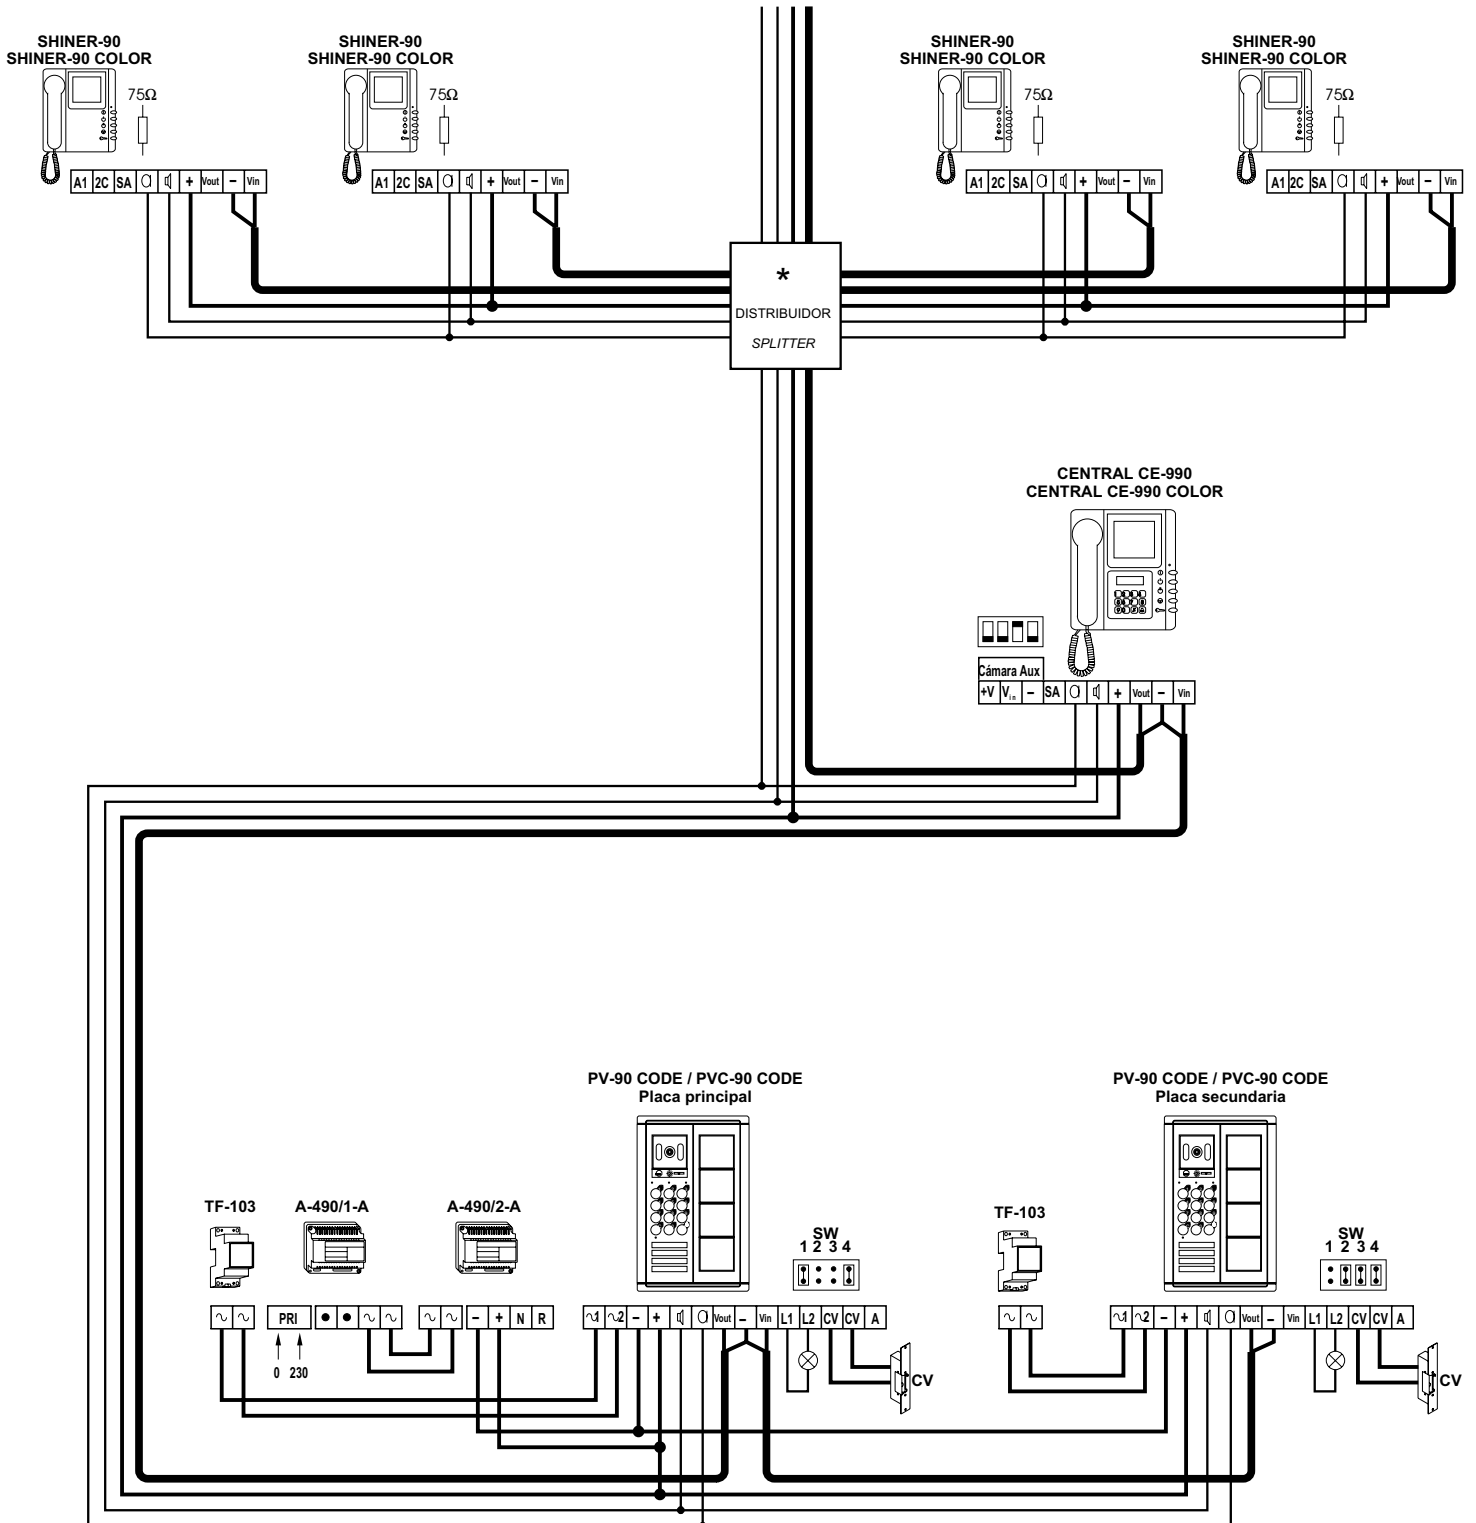 SHINER-90
SHINER-90 COLOR
75Ω
A1 2C SA + Vout – Vin
SHINER-90
SHINER-90 COLOR
75Ω
A1 2C SA + Vout – Vin
SHINER-90
SHINER-90 COLOR
75Ω
A1 2C SA + Vout – Vin
SHINER-90
SHINER-90 COLOR
75Ω
A1 2C SA + Vout – Vin
*
DISTRIBUIDOR
SPLITTER
CENTRAL CE-990
CENTRAL CE-990 COLOR
Cámara Aux
+V Vin – SA + Vout – Vin
PV-90 CODE / PVC-90 CODE
Placa principal
PV-90 CODE / PVC-90 CODE
Placa secundaria
TF-103
A-490/1-A
A-490/2-A
SW
1 2 3 4
TF-103
SW
1 2 3 4
~ ~
PRI
● ● ~ ~
~ ~
– + N R
~1 ~2 – + Vout – Vin L1 L2 CV CV A
~ ~
~1 ~2 – + Vout – Vin L1 L2 CV CV A
0 230
CV
CV